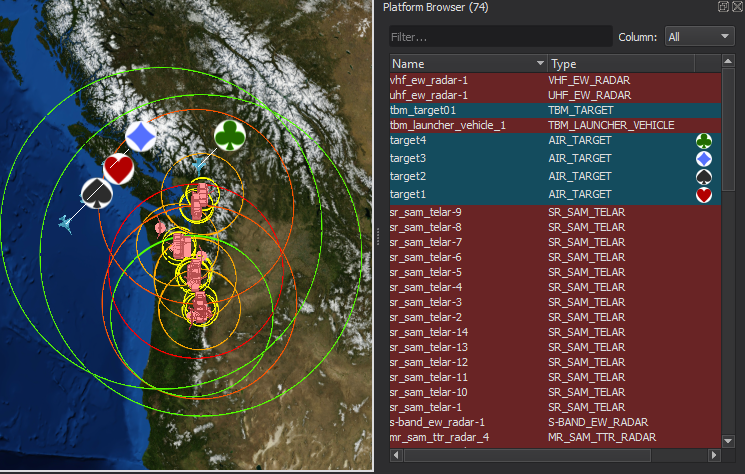 Platform Browser (74)
Filter...
Column:
All
Name Type
vhf_ew_radar-1 VHF_EW_RADAR
uhf_ew_radar-1 UHF_EW_RADAR
tbm_target01 TBM_TARGET
tbm_launcher_vehicle_1 TBM_LAUNCHER_VEHICLE
target4 AIR_TARGET
target3 AIR_TARGET
target2 AIR_TARGET
target1 AIR_TARGET
sr_sam_telar-9 SR_SAM_TELAR
sr_sam_telar-8 SR_SAM_TELAR
sr_sam_telar-7 SR_SAM_TELAR
sr_sam_telar-6 SR_SAM_TELAR
sr_sam_telar-5 SR_SAM_TELAR
sr_sam_telar-4 SR_SAM_TELAR
sr_sam_telar-3 SR_SAM_TELAR
sr_sam_telar-2 SR_SAM_TELAR
sr_sam_telar-14 SR_SAM_TELAR
sr_sam_telar-13 SR_SAM_TELAR
sr_sam_telar-12 SR_SAM_TELAR
sr_sam_telar-11 SR_SAM_TELAR
sr_sam_telar-10 SR_SAM_TELAR
sr_sam_telar-1 SR_SAM_TELAR
s-band_ew_radar-1 S-BAND_EW_RADAR
mr_sam_ttr_radar_4 MR_SAM_TTR_RADAR